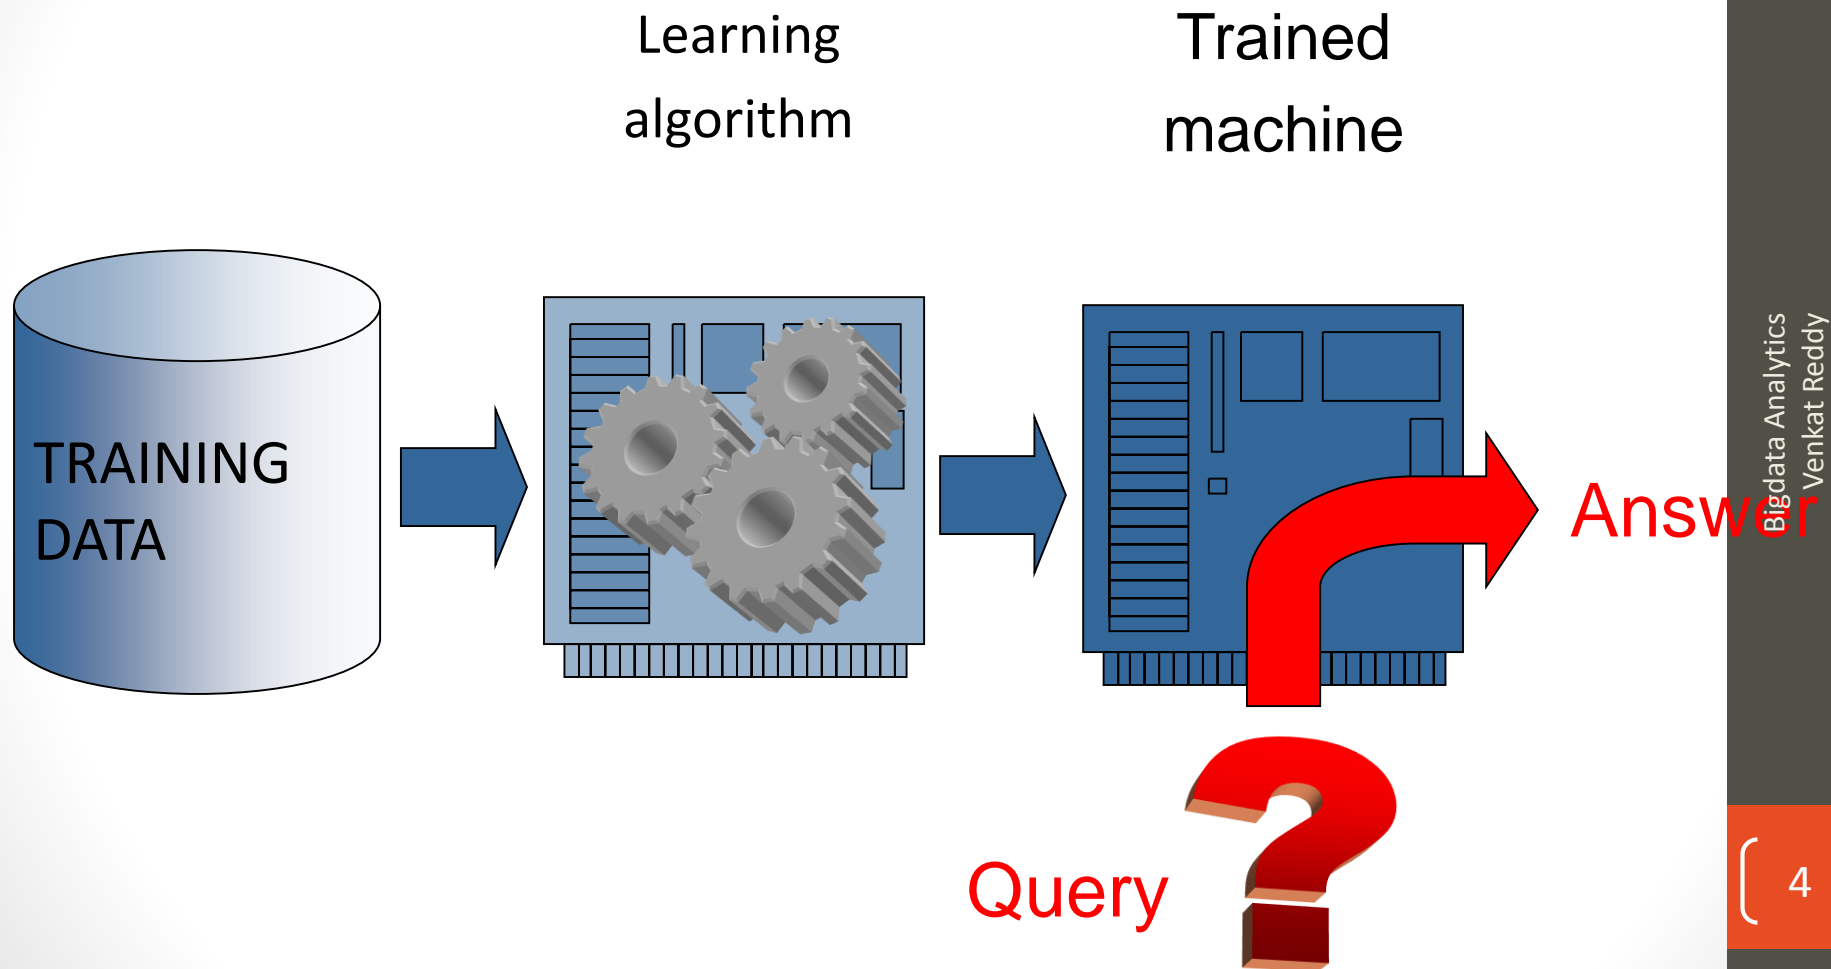 Learning
algorithm
Trained
machine
TRAINING
DATA
Answer
Query
Bigdata Analytics
Venkat Reddy
4